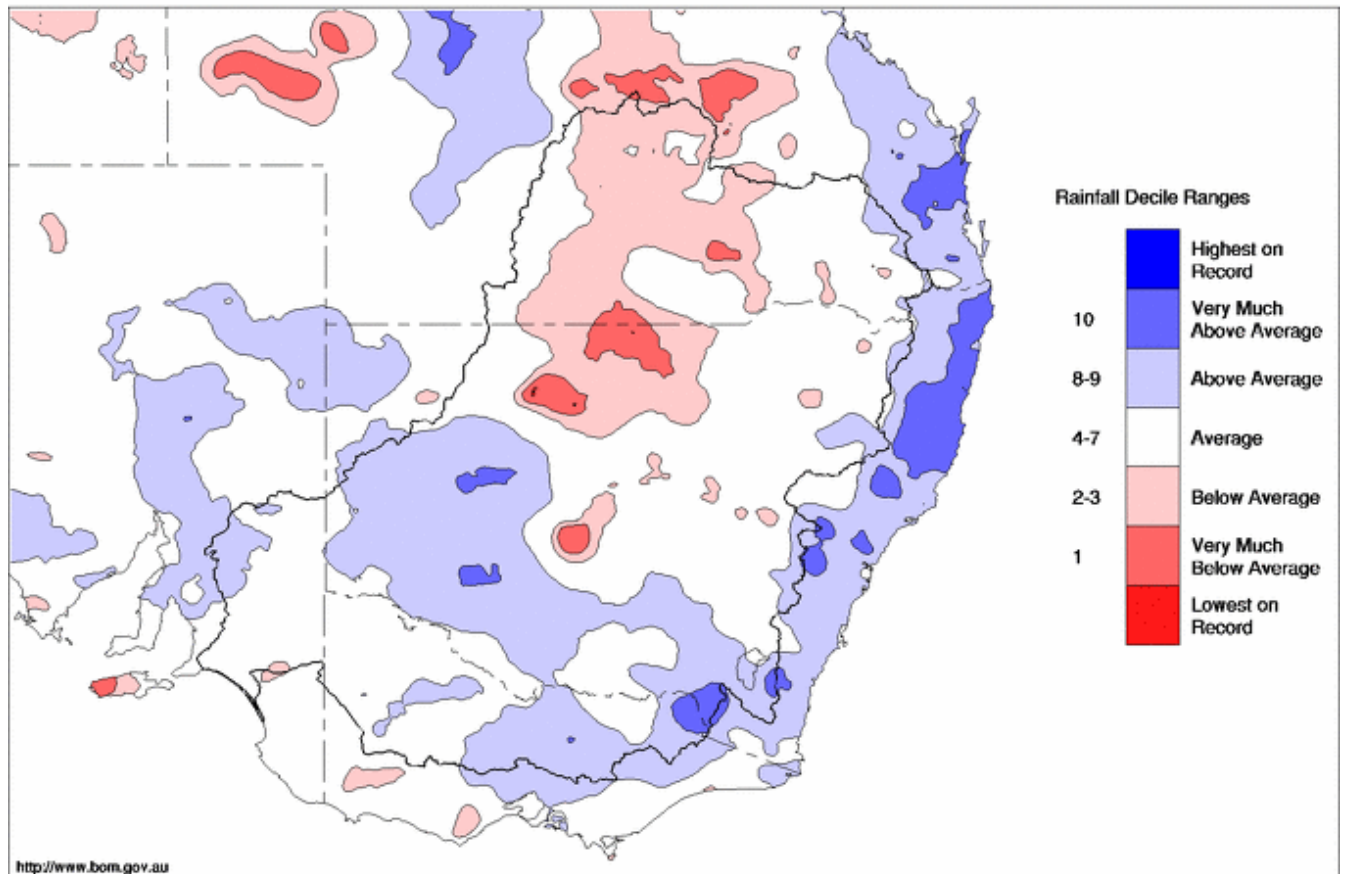 Rainfall Decile Ranges
Highest on
Record
10
Very Much
Above Average
8-9
Above Average
4-7
Average
2-3
Below Average
1
Very Much
Below Average
Lowest on
Record
http://www.bom.gov.au